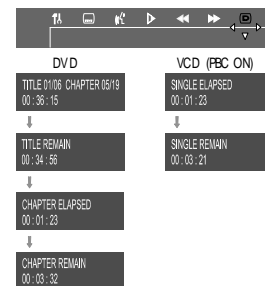 DVD
TITLE 01/06 CHAPTER 05/19
00 : 36 : 15
TITLE REMAIN
00 : 34 : 56
CHAPTER ELAPSED
00 : 01 : 23
CHAPTER REMAIN
00 : 03 : 32
VCD (PBC ON)
SINGLE ELAPSED
00 : 01 : 23
SINGLE REMAIN
00 : 03 : 21